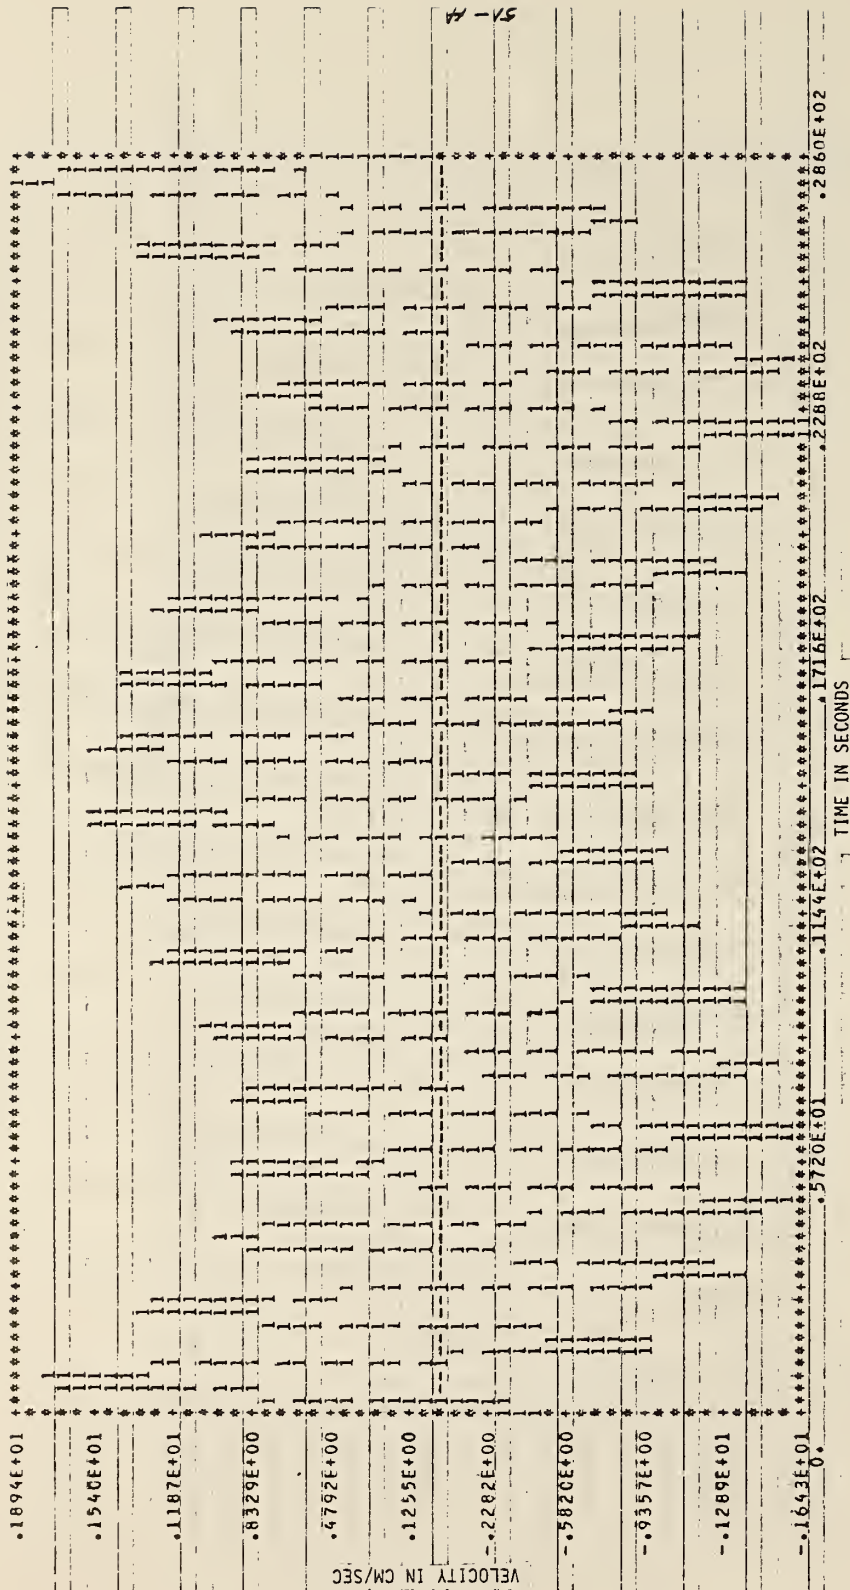 5A-AA
.1894E+01
.1540E+01
.1187E+01
.8329E+00
.4792E+00
.1255E+00
-.2282E+00
-.5820E+00
-.9357E+00
-.1289E+01
-.1643E+01
VELOCITY IN CM/SEC
0. .5720E+01 .1144E+02 .1716E+02 .2288E+02 .2860E+02
TIME IN SECONDS